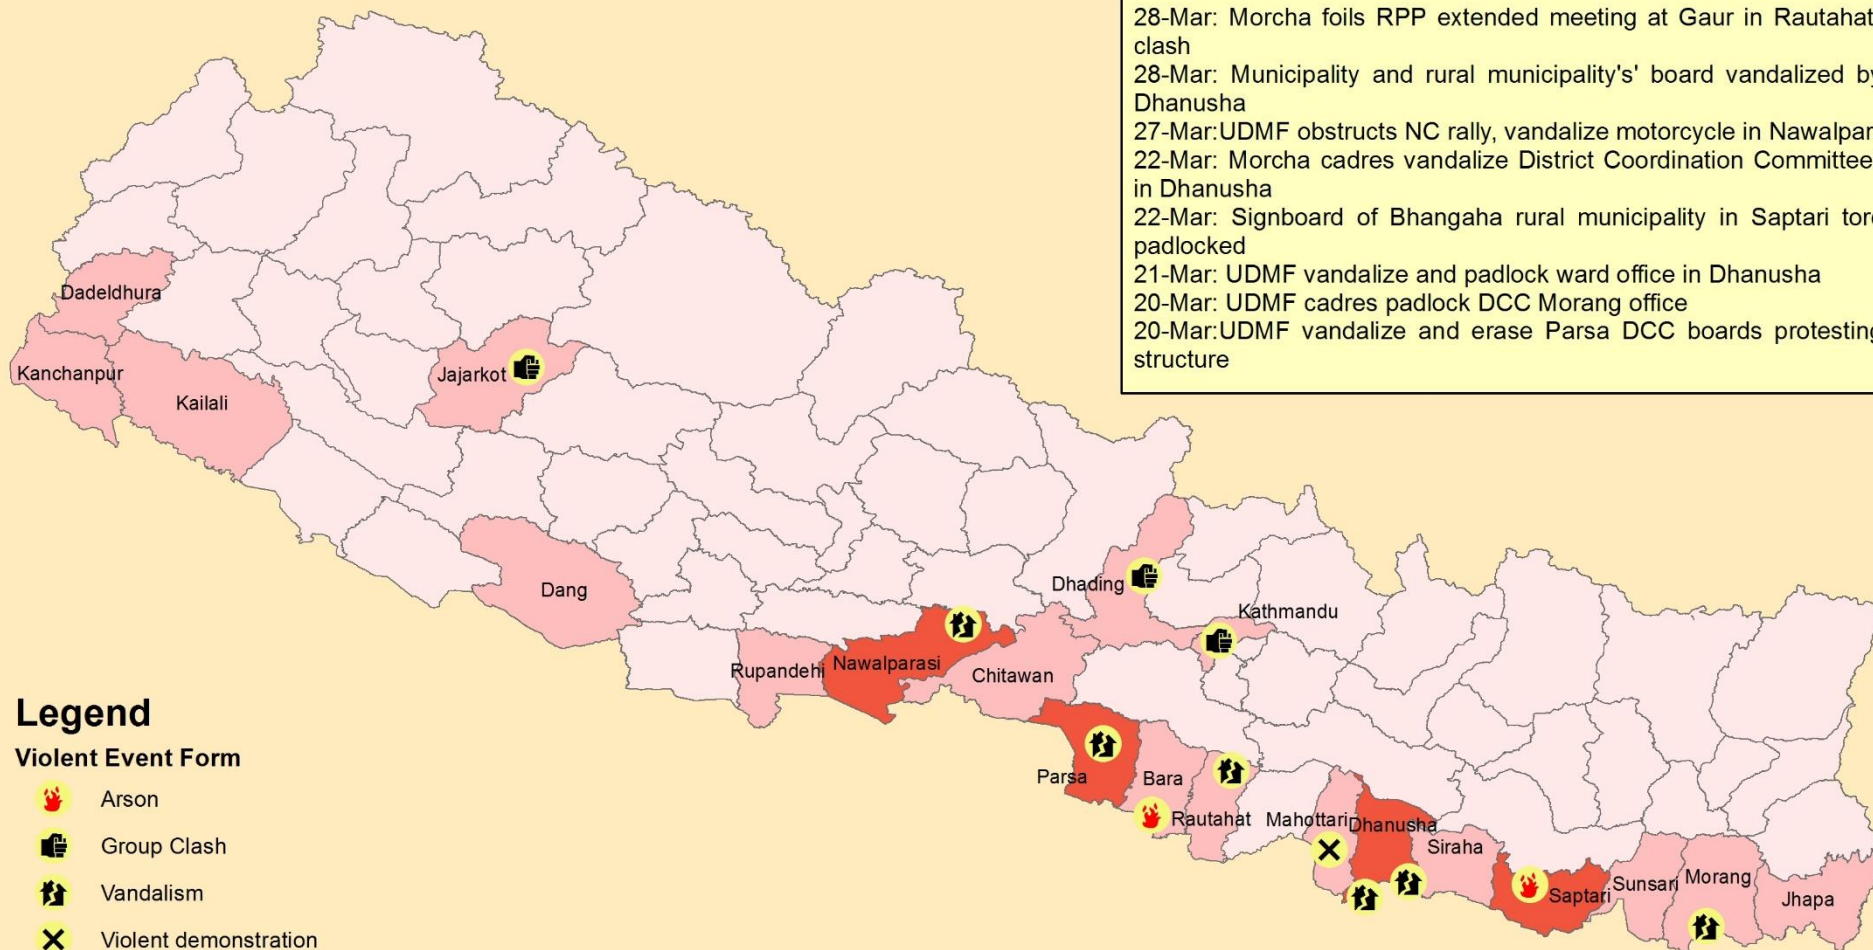 28-Mar: Morcha foils RPP extended meeting at Gaur in Rautahat
clash
28-Mar: Municipality and rural municipality's' board vandalized by
Dhanusha
27-Mar:UDMF obstructs NC rally, vandalize motorcycle in
22-Mar: Morcha cadres vandalize District Coordination Committee
in Dhanusha
22-Mar: Signboard of Bhangaha rural municipality in Saptari
padlocked
21-Mar: UDMF vandalize and padlock ward office in Dhanusha
20-Mar: UDMF cadres padlock DCC Morang office
20-Mar:UDMF vandalize and erase Parsa DCC boards protesting
structure
Dadeldhura
Kanchanpur
Jajarkot
Kailali
Dhading
Dang
Kathmandu
Rupandehi
Nawalparasi
Chitawan
Parsa
Bara
Rautahat
Mahottari
Dhanusha
Siraha
Saptari
Sunsari
Morang
Jhapa
Legend
Violent Event Form
Arson
Group Clash
Vandalism
Violent demonstration